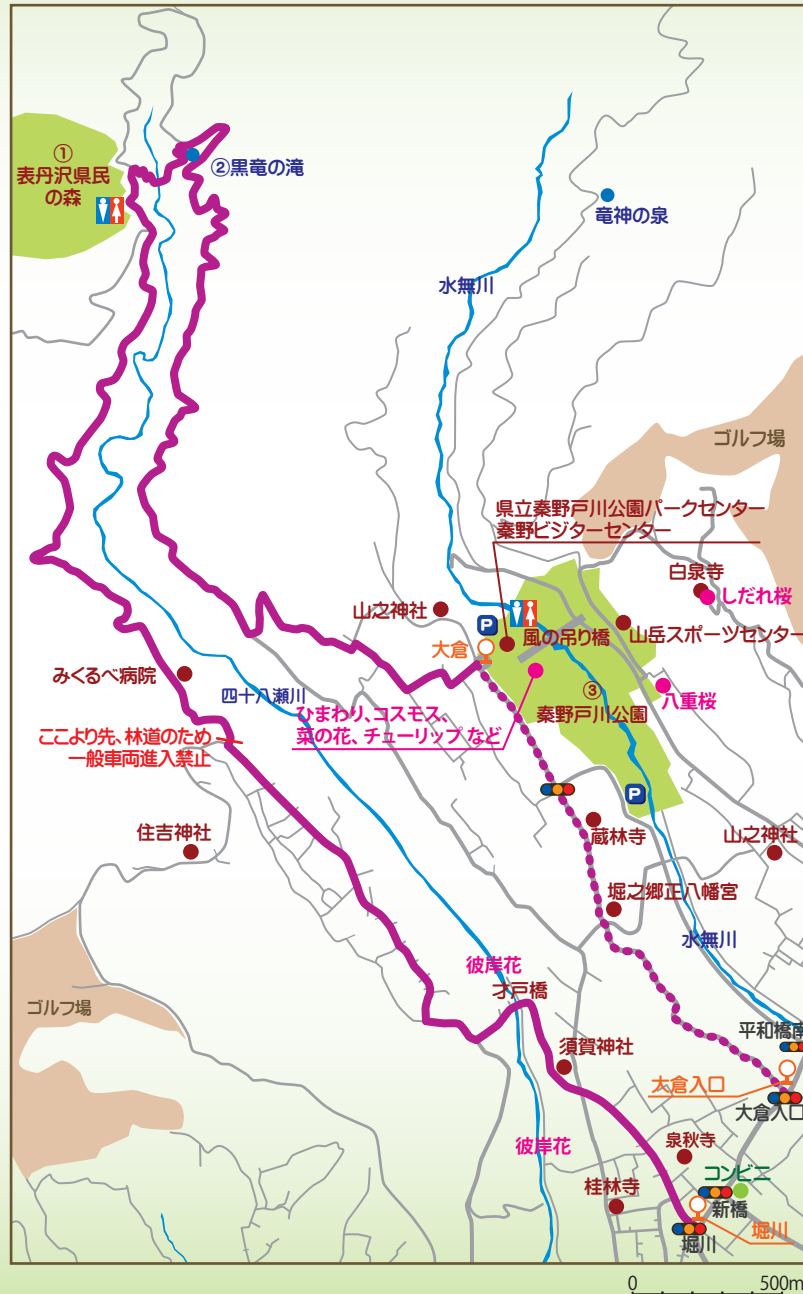 ①
表丹沢県民
の森
②黒竜の滝
竜神の泉
水無川
ゴルフ場
県立秦野戸川公園パークセンター
秦野ビジターセンター
白泉寺
しだれ桜
山之神社
P
風の吊り橋
山岳スポーツセンター
大倉
みくるべ病院
③
秦野戸川公園
八重桜
四十八瀬川
ひまわり、コスモス、
菜の花、チューリップ など
ここより先、林道のため
一般車両進入禁止
P
住吉神社
蔵林寺
山之神社
堀之郷正八幡宮
水無川
彼岸花
才戸橋
ゴルフ場
平和橋南
須賀神社
大倉入口
大倉入口
泉秋寺
彼岸花
コンビニ
桂林寺
新橋
堀川
堀川
0 500m